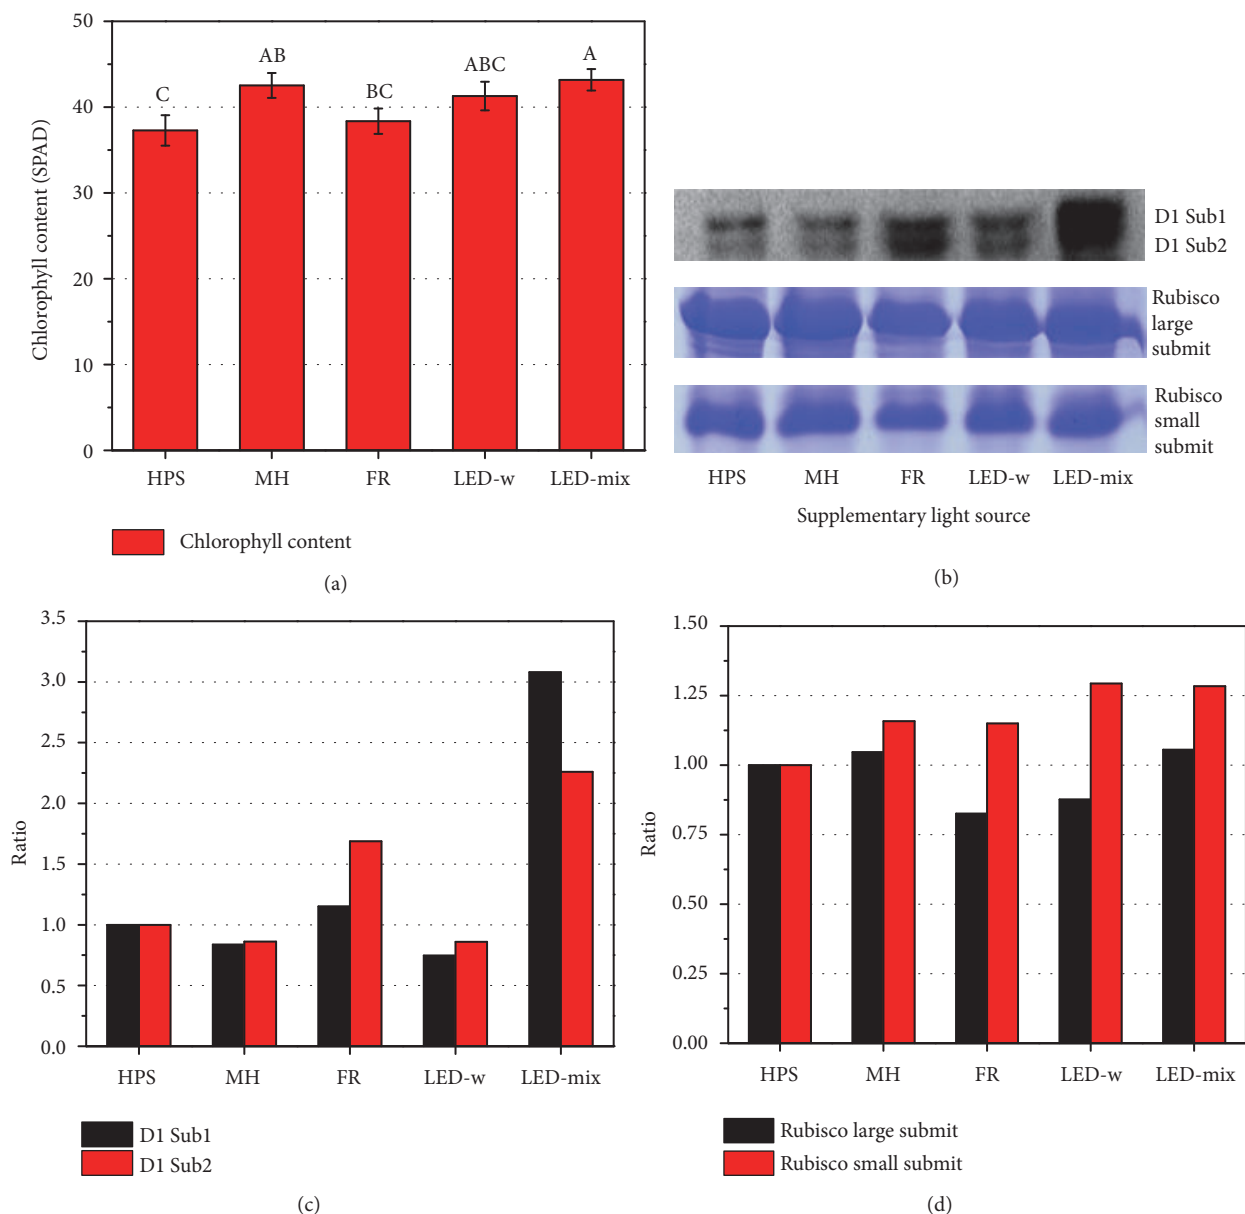 50
40
30
20
10
0
Chlorophyll content (SPAD)
C
AB
BC
ABC
A
HPS
MH
FR
LED-w
LED-mix
Chlorophyll content
(a)
D1 Sub1
D1 Sub2
Rubisco
large
submit
Rubisco
small
submit
HPS
MH
FR
LED-w
LED-mix
Supplementary light source
(b)
3.5
3.0
2.5
2.0
1.5
1.0
0.5
0.0
Ratio
HPS
MH
FR
LED-w
LED-mix
D1 Sub1
D1 Sub2
(c)
1.50
1.25
1.00
0.75
0.50
0.25
0.00
Ratio
HPS
MH
FR
LED-w
LED-mix
Rubisco large submit
Rubisco small submit
(d)